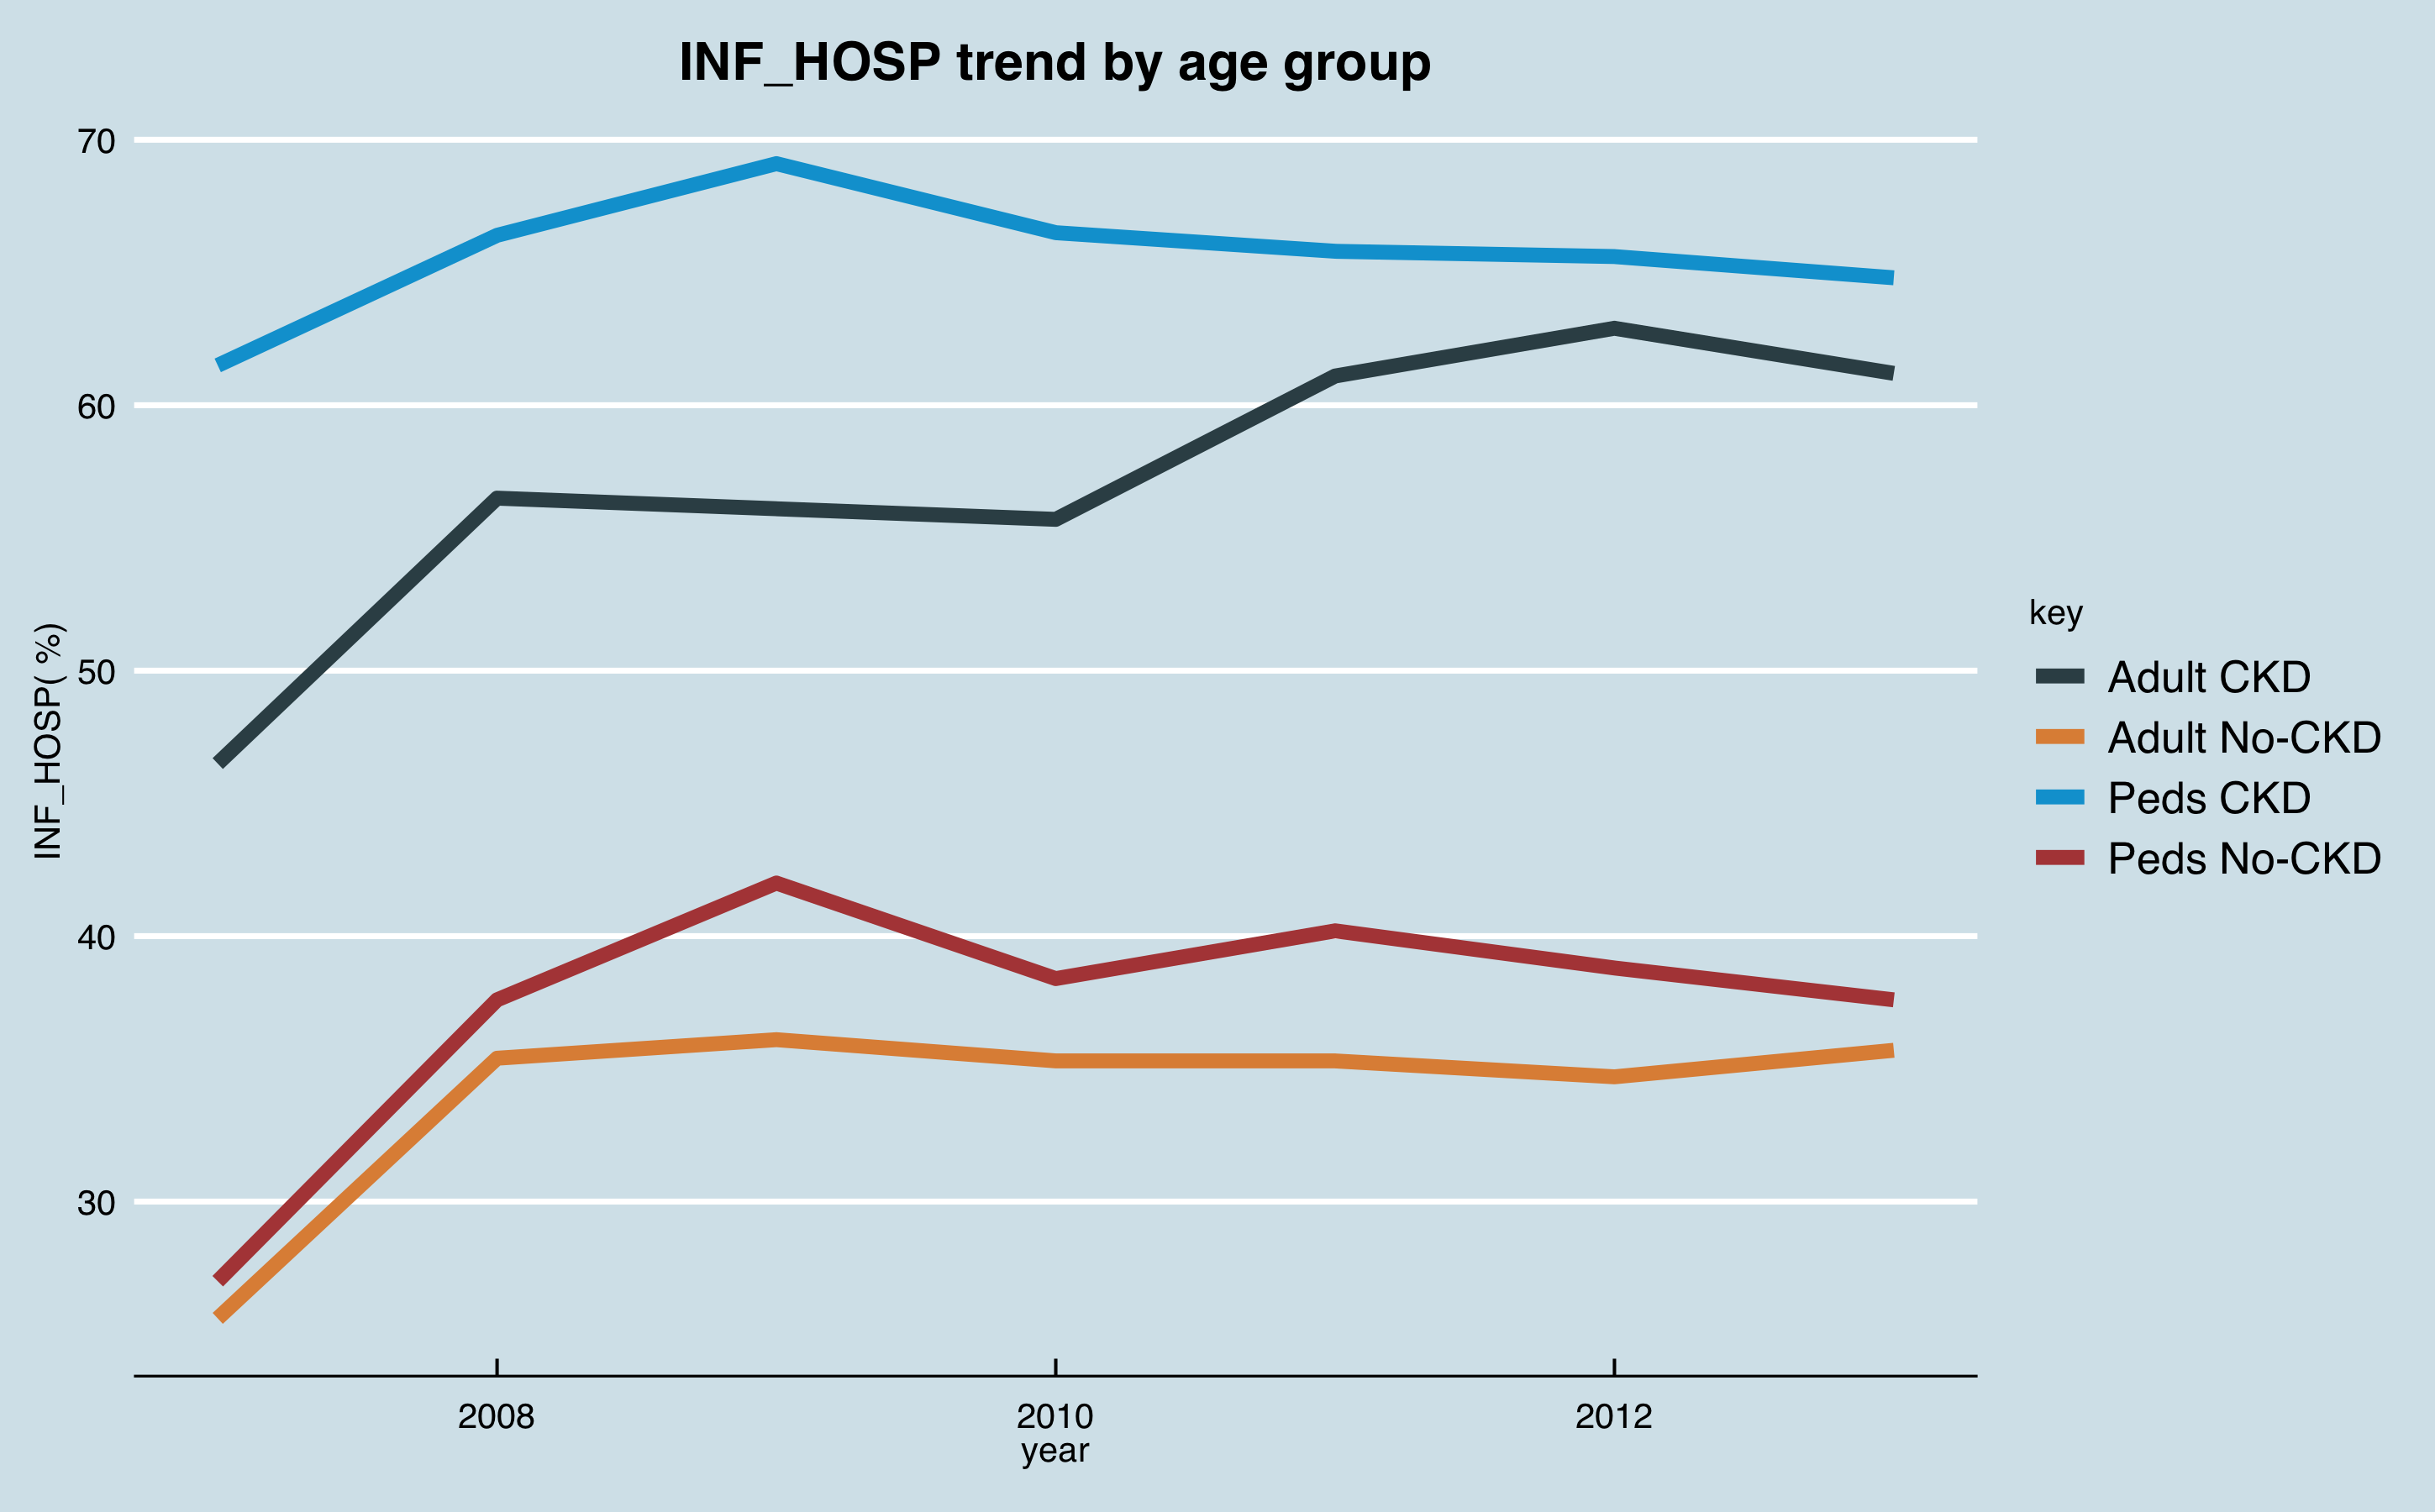 INF_HOSP trend by age group
70
60
50
40
30
INF_HOSP( %)
2008
2010
2012
year
key
Adult CKD
Adult No-CKD
Peds CKD
Peds No-CKD